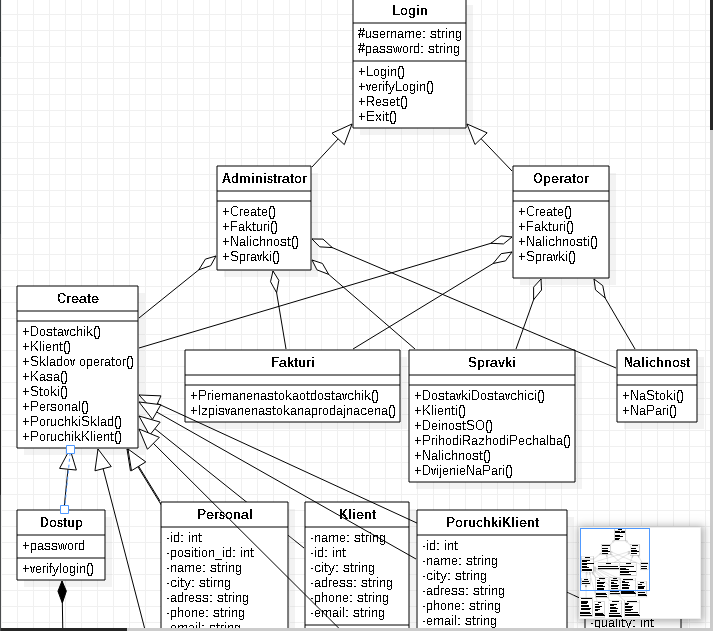 Login
#username: string
#password: string
+Login()
+verifyLogin()
+Reset()
+Exit()
Administrator
+Create()
+Fakturi()
+Nalichnost()
+Spravki()
Operator
+Create()
+Fakturi()
+Nalichnosti()
+Spravki()
Create
+Dostavchik()
+Klient()
+Skladov operator()
+Kasa()
+Stoki()
+Personal()
+PoruchkiSklad()
+PoruchikKlient()
Fakturi
+Priemanenastokaotdostavchik()
+Izpisvanenastokanaprodajnacena()
Spravki
+DostavkiDostavchici()
+Klienti()
+DeinostSO()
+PrihodiRazhodiPechalba()
+Nalichnost()
+DvijenieNaPari()
Nalichnost
+NaStoki()
+NaPari()
Dostup
+password
+verifylogin()
Personal
-id: int
-position_id: int
-name: string
-city: string
-adress: string
-phone: string
-email: string
Klient
-name: string
-id: int
-city: string
-adress: string
-phone: string
-email: string
PoruchkiKlient
-id: int
-name: string
-city: string
-adress: string
-phone: string
-email: string
-quality: int